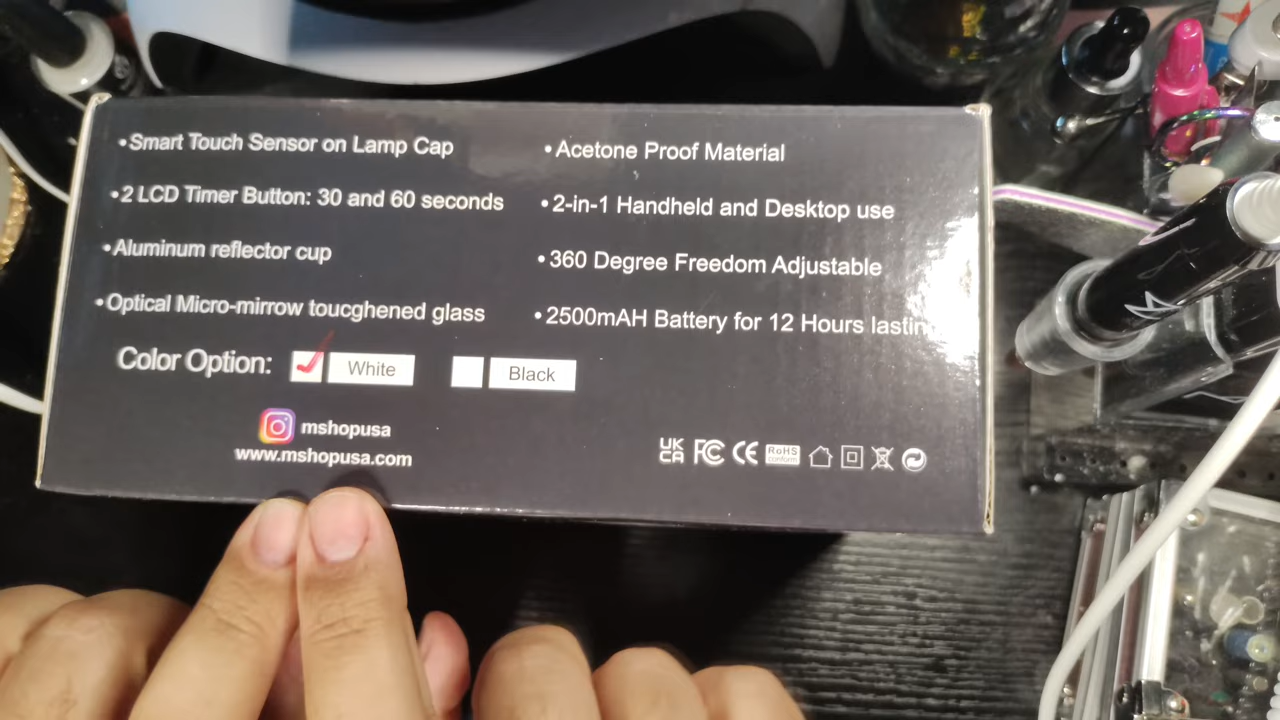 •Smart Touch Sensor on Lamp Cap
•2 LCD Timer Button: 30 and 60 seconds
•Aluminum reflector cup
•Optical Micro-mirrow toucghened glass
•Acetone Proof Material
•2-in-1 Handheld and Desktop use
•360 Degree Freedom Adjustable
•2500mAH Battery for 12 Hours lastin
Color Option: White Black
mshopusa
www.mshopusa.com
UK CA FC CE RoHS conform